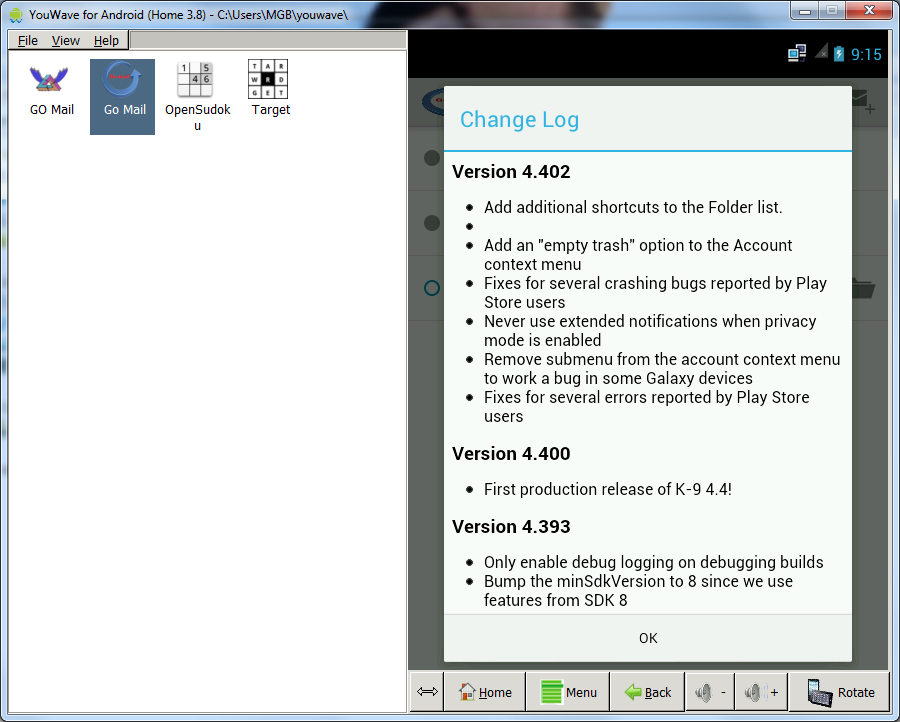 YouWave for Android (Home 3.8) - C:\Users\MGB\youwave\
File View Help
9:15
GO Mail
Go Mail
OpenSudok
u
Target
1 5
4 6
T A R
W R D
G E T
Change Log
Version 4.402
Add additional shortcuts to the Folder list.
Add an "empty trash" option to the Account
context menu
Fixes for several crashing bugs reported by Play
Store users
Never use extended notifications when privacy
mode is enabled
Remove submenu from the account context menu
to work a bug in some Galaxy devices
Fixes for several errors reported by Play Store
users
Version 4.400
First production release of K-9 4.4!
Version 4.393
Only enable debug logging on debugging builds
Bump the minSdkVersion to 8 since we use
features from SDK 8
OK
Home Menu Back - + Rotate